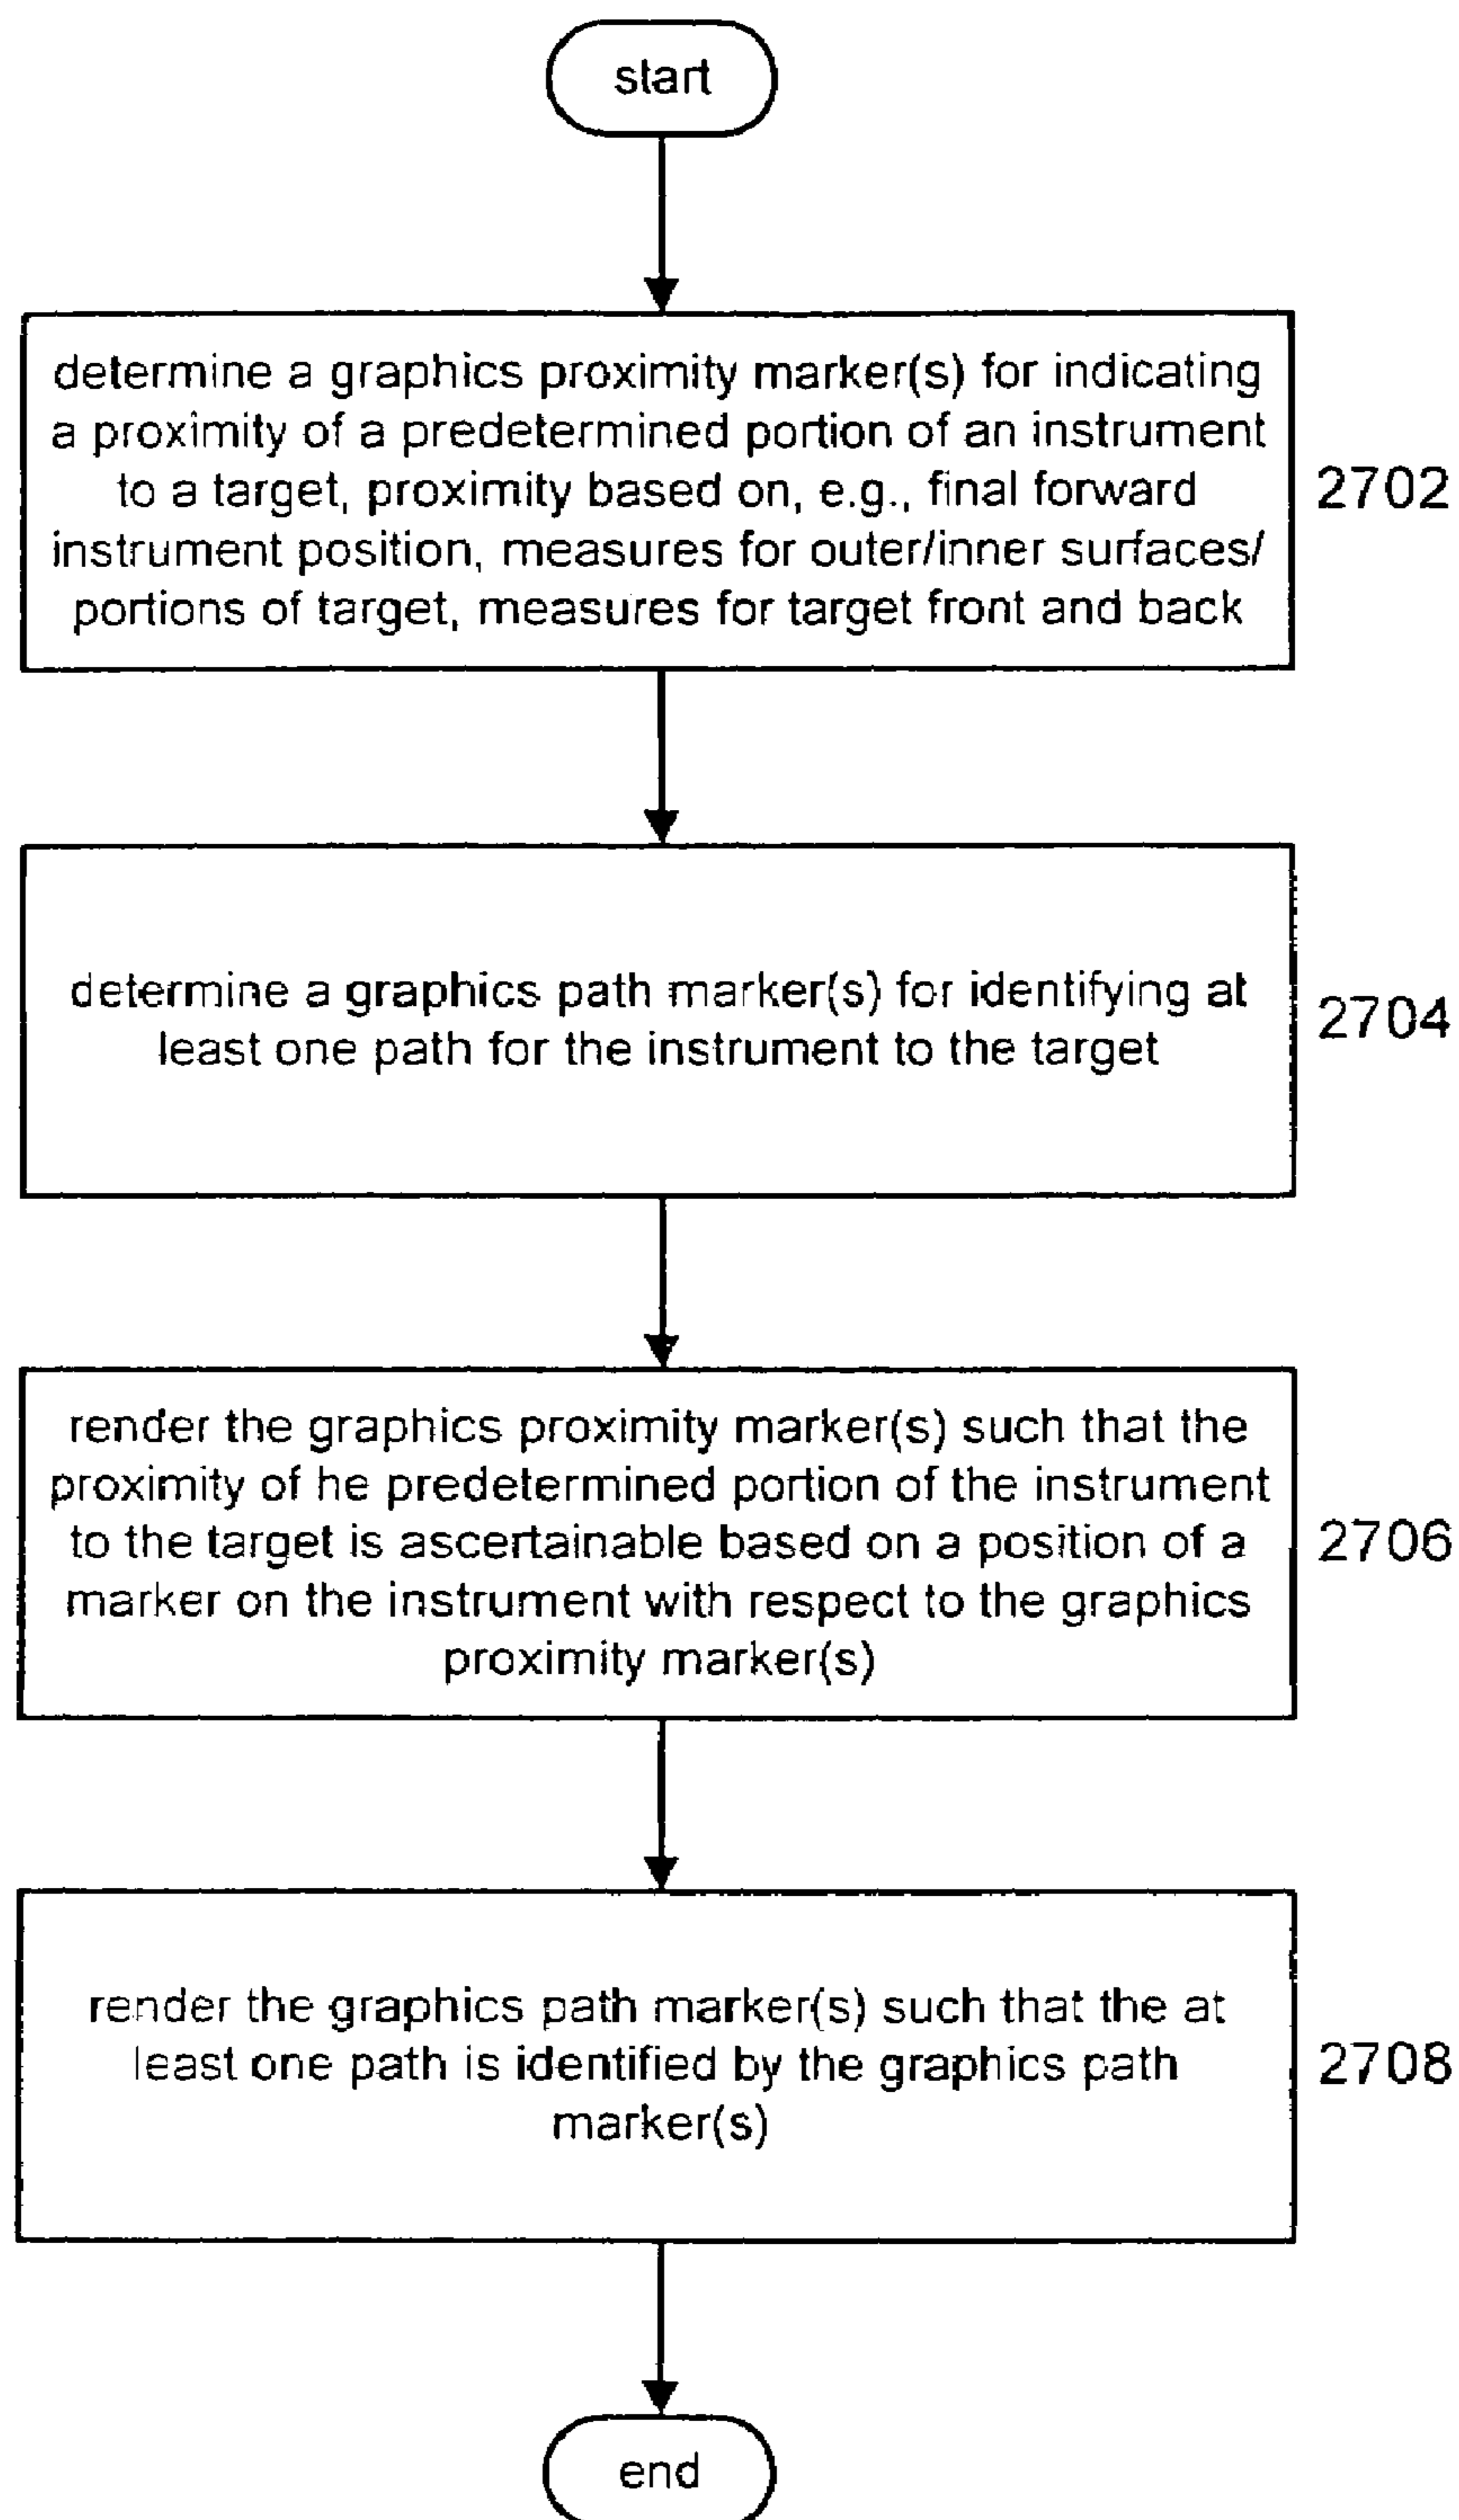 start
determine a graphics proximity marker(s) for indicating
a proximity of a predetermined portion of an instrument
to a target, proximity based on, e.g., final forward
instrument position, measures for outer/inner surfaces/
portions of target, measures for target front and back
2702
determine a graphics path marker(s) for identifying at
least one path for the instrument to the target
2704
render the graphics proximity marker(s) such that the
proximity of he predetermined portion of the instrument
to the target is ascertainable based on a position of a
marker on the instrument with respect to the graphics
proximity marker(s)
2706
render the graphics path marker(s) such that the at
least one path is identified by the graphics path
marker(s)
2708
end